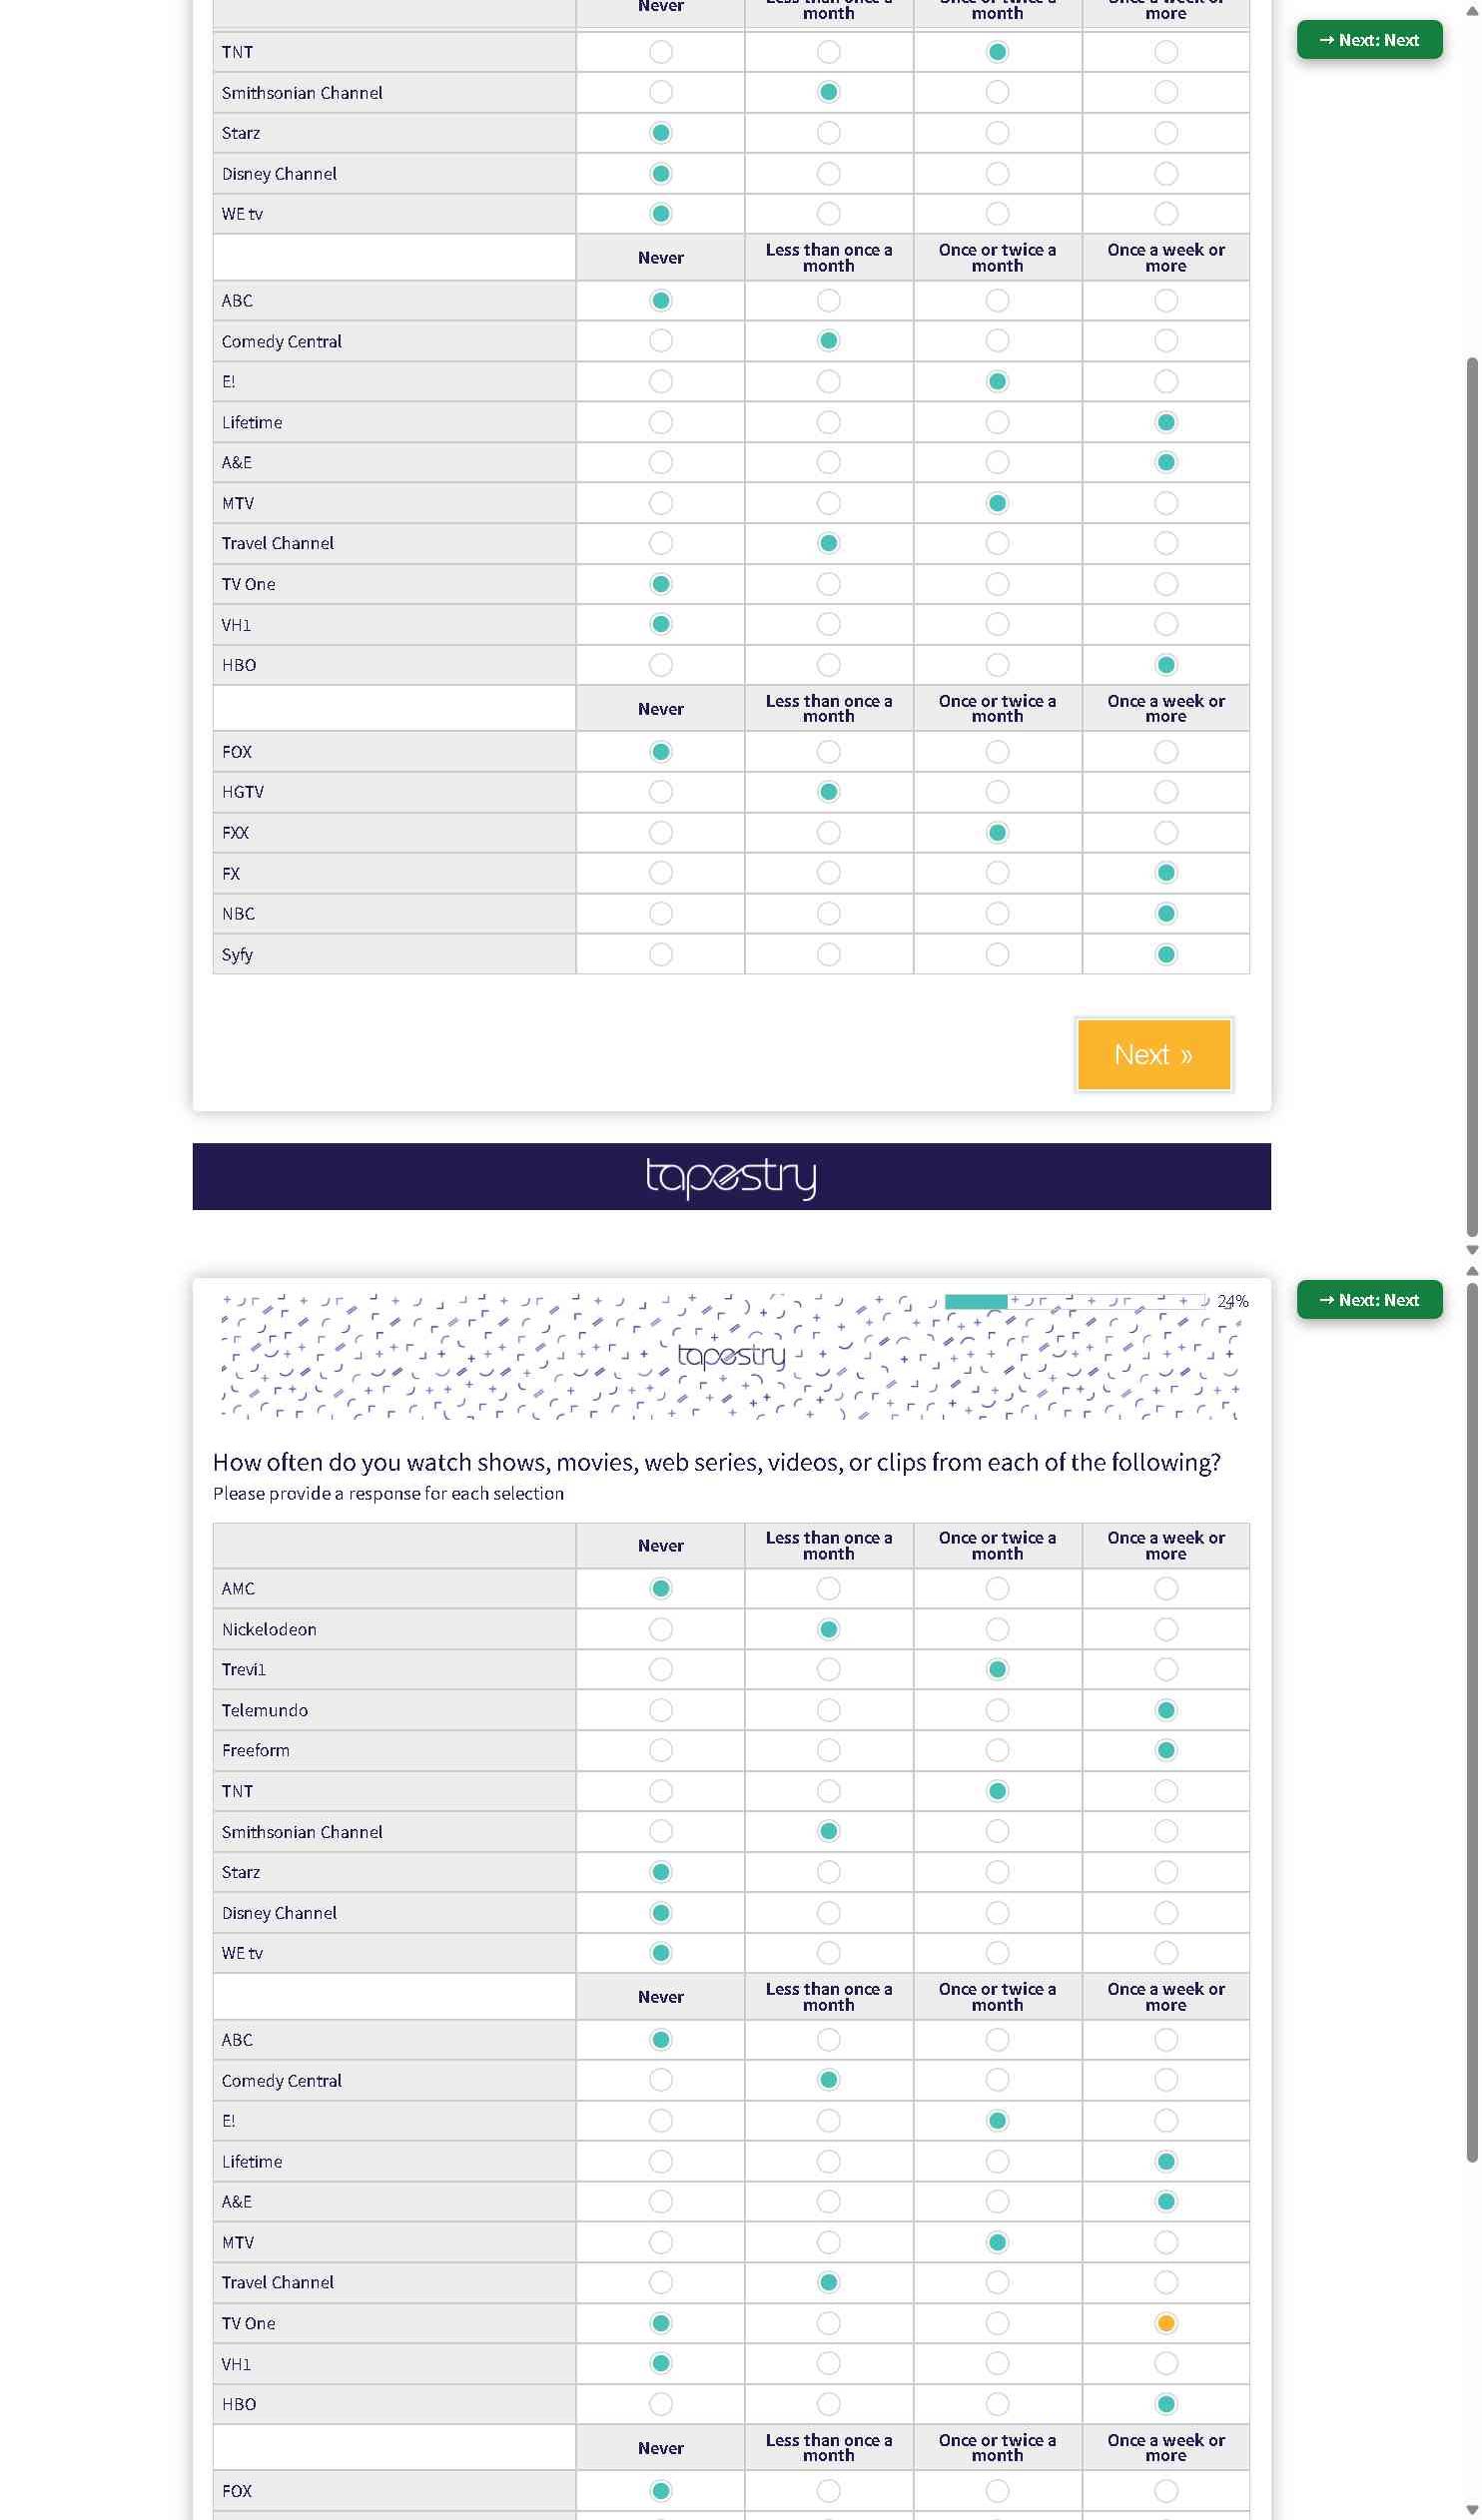 Never Less than once a month Once or twice a month Once a week or more
→ Next: Next
TNT
Smithsonian Channel
Starz
Disney Channel
WE tv
Never Less than once a month Once or twice a month Once a week or more
ABC
Comedy Central
E!
Lifetime
A&E
MTV
Travel Channel
TV One
VH1
HBO
Never Less than once a month Once or twice a month Once a week or more
FOX
HGTV
FXX
FX
NBC
Syfy
Next »
tapestry
→ Next: Next
24%
tapestry
How often do you watch shows, movies, web series, videos, or clips from each of the following?
Please provide a response for each selection
Never Less than once a month Once or twice a month Once a week or more
AMC
Nickelodeon
Trevi1
Telemundo
Freeform
TNT
Smithsonian Channel
Starz
Disney Channel
WE tv
Never Less than once a month Once or twice a month Once a week or more
ABC
Comedy Central
E!
Lifetime
A&E
MTV
Travel Channel
TV One
VH1
HBO
Never Less than once a month Once or twice a month Once a week or more
FOX